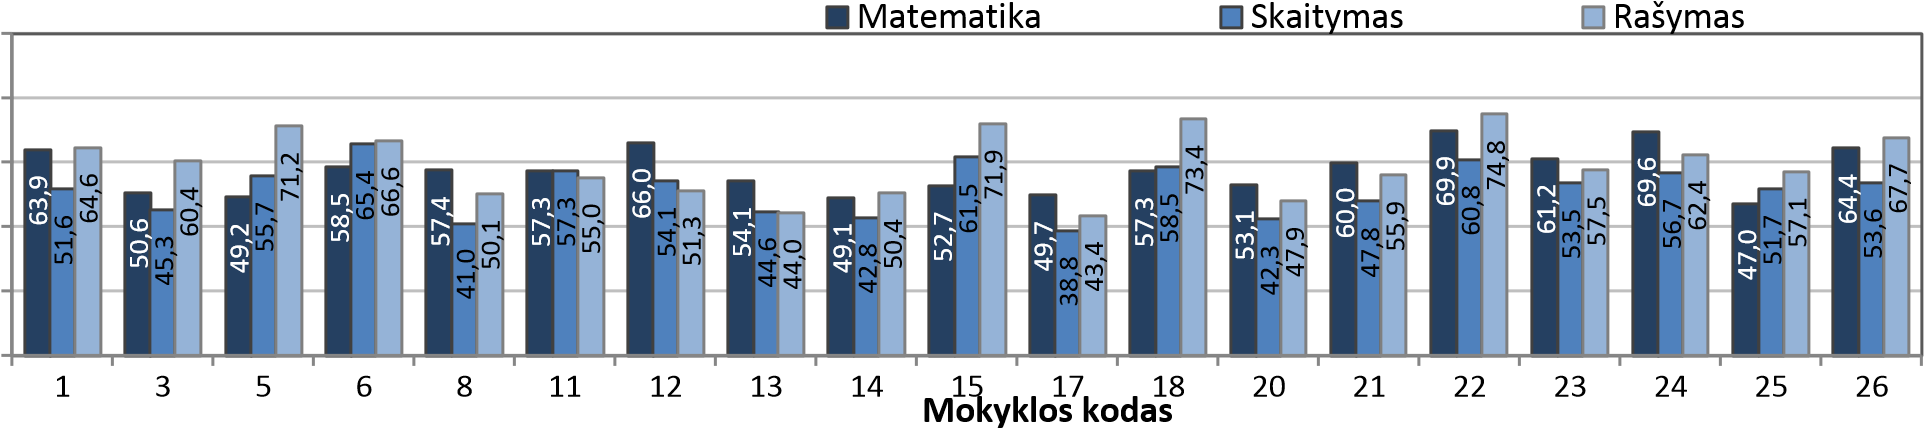 Matematika Skaitymas Rašymas
63,9 51,6 64,6 50,6 45,3 60,4 49,2 55,7 71,2 58,5 65,4 66,6 57,4 41,0 50,1 57,3 57,3 55,0 66,0 54,1 51,3 54,1 44,6 44,0 49,1 42,8 50,4 52,7 61,5 71,9 49,7 38,8 43,4 57,3 58,5 73,4 53,1 42,3 47,9 60,0 47,8 55,9 69,9 60,8 74,8 61,2 53,5 57,5 69,6 56,7 62,4 47,0 51,7 57,1 64,4 53,6 67,7
1 3 5 6 8 11 12 13 14 15 17 18 20 21 22 23 24 25 26
Mokyklos kodas